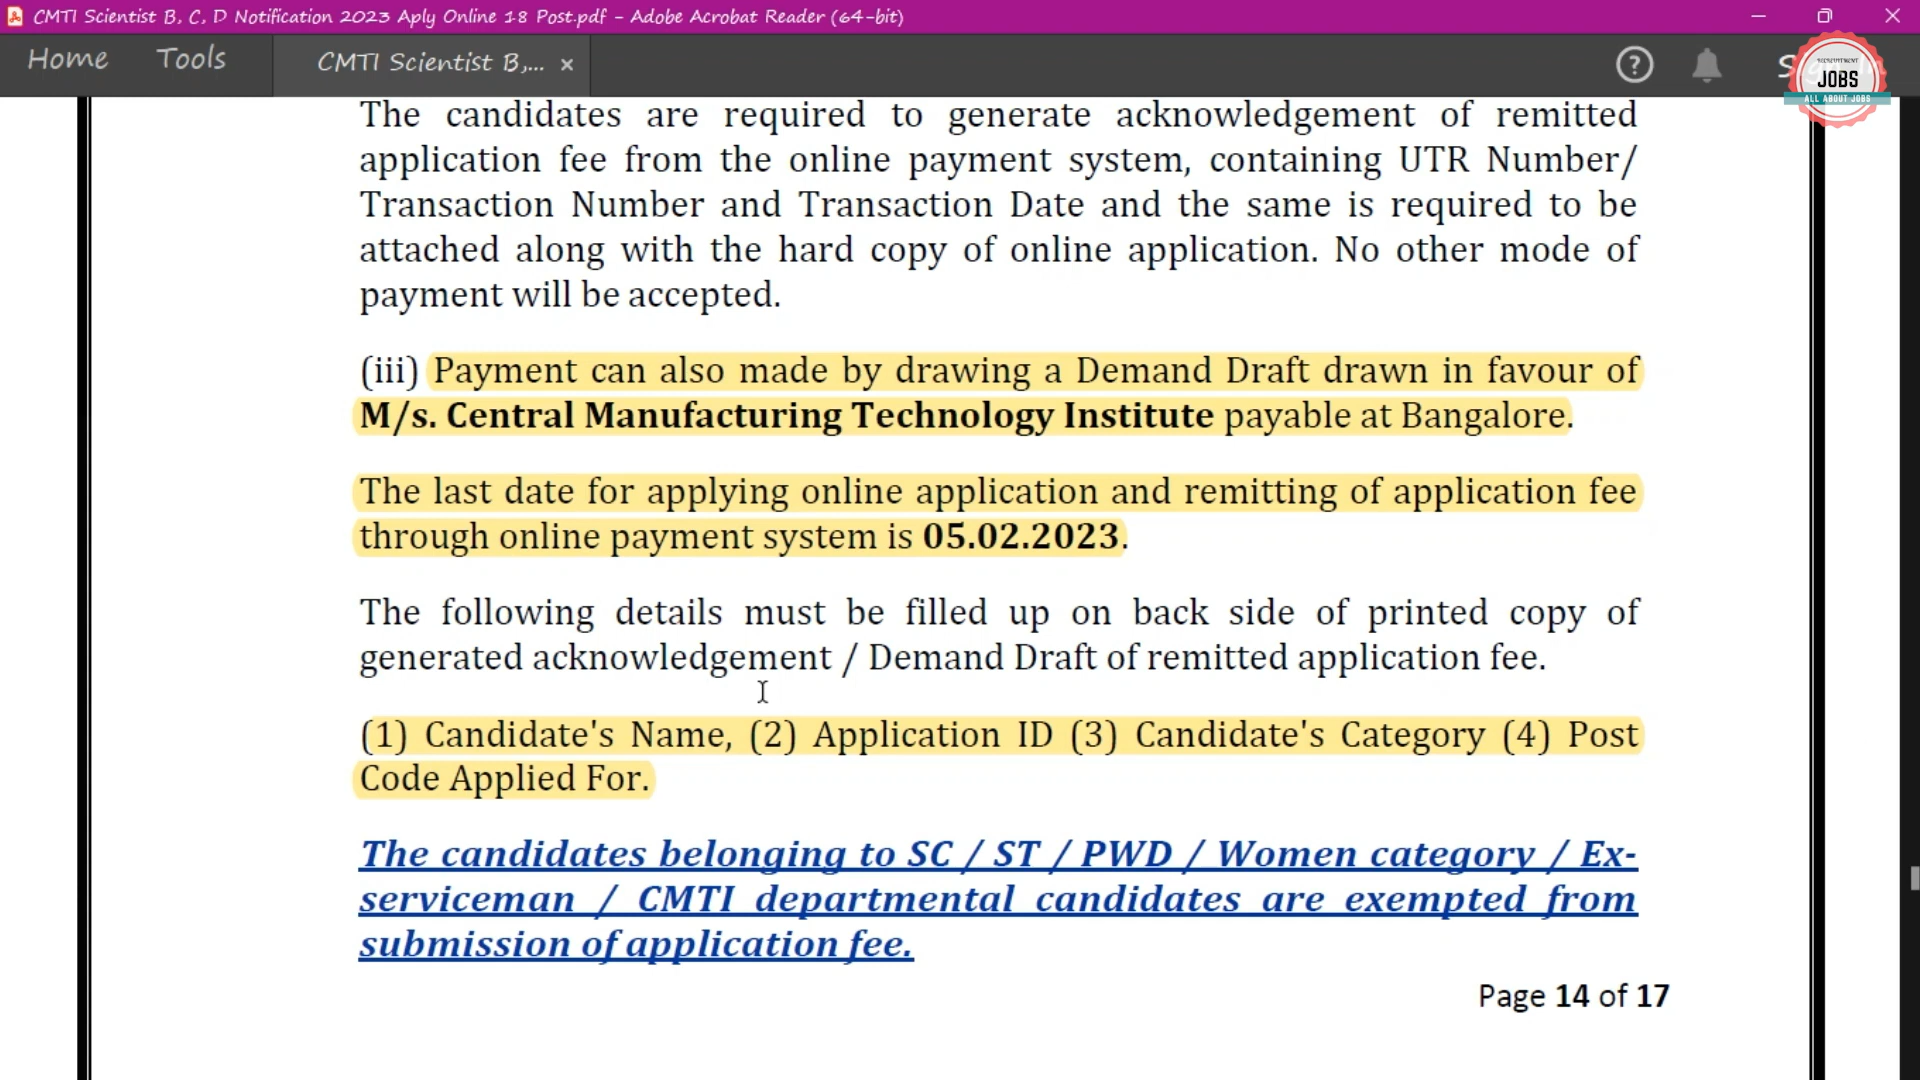 CMTI Scientist B, C, D Notification 2023 Aply Online 18 Post.pdf - Adobe Acrobat Reader (64-bit)
Home Tools CMTI Scientist B,... ×
JOBS
ALL ABOUT JOBS
The candidates are required to generate acknowledgement of remitted
application fee from the online payment system, containing UTR Number/
Transaction Number and Transaction Date and the same is required to be
attached along with the hard copy of online application. No other mode of
payment will be accepted.
(iii) Payment can also made by drawing a Demand Draft drawn in favour of
M/s. Central Manufacturing Technology Institute payable at Bangalore.
The last date for applying online application and remitting of application fee
through online payment system is 05.02.2023.
The following details must be filled up on back side of printed copy of
generated acknowledgement / Demand Draft of remitted application fee.
(1) Candidate's Name, (2) Application ID (3) Candidate's Category (4) Post
Code Applied For.
The candidates belonging to SC / ST / PWD / Women category / Ex-
serviceman / CMTI departmental candidates are exempted from
submission of application fee.
Page 14 of 17